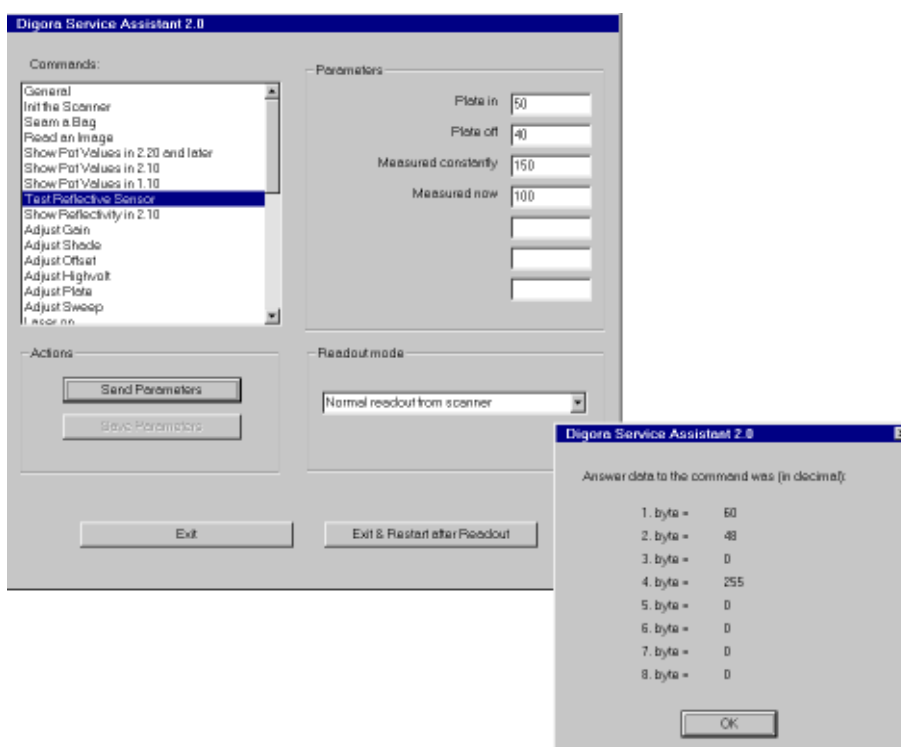 Digora Service Assistant 2.0
Commands:
General
Init the Scanner
Seam a Bag
Read an Image
Show Pot Values in 2.20 and later
Show Pot Values in 2.10
Show Pot Values in 1.10
Test Reflective Sensor
Show Reflectivity in 2.10
Adjust Gain
Adjust Shade
Adjust Offset
Adjust Highvolt
Adjust Plate
Adjust Sweep
Laser on
Parameters
Plate in 50
Plate off 40
Measured constantly 150
Measured now 100
Actions
Send Parameters
Save Parameters
Readout mode
Normal readout from scanner
Exit
Exit & Restart after Readout
Digora Service Assistant 2.0
Answer data to the command was (in decimal):
1. byte = 60
2. byte = 48
3. byte = 0
4. byte = 255
5. byte = 0
6. byte = 0
7. byte = 0
8. byte = 0
OK